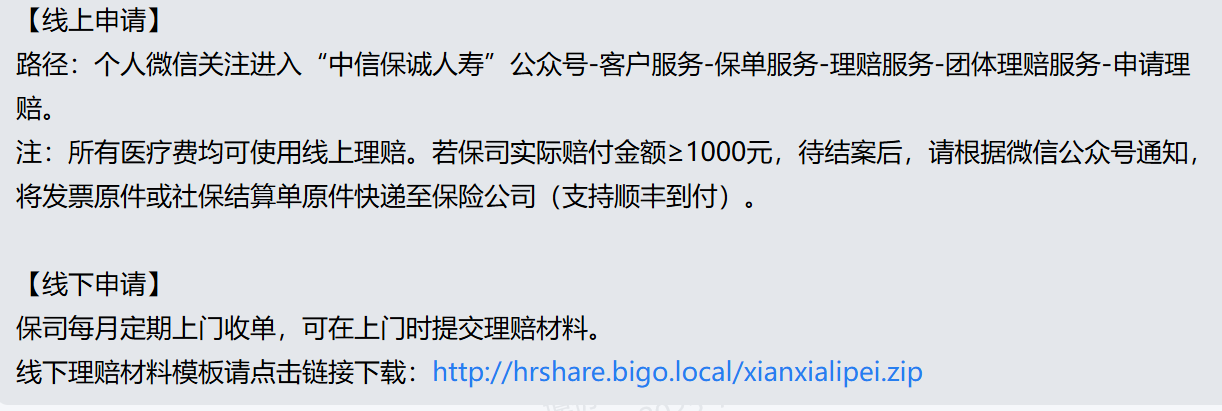 【线上申请】
路径：个人微信关注进入“中信保诚人寿”公众号-客户服务-保单服务-理赔服务-团体理赔服务-申请理
赔。
注：所有医疗费均可使用线上理赔。若保司实际赔付金额≥1000元，待结案后，请根据微信公众号通知，
将发票原件或社保结算单原件快递至保险公司（支持顺丰到付）。
【线下申请】
保司每月定期上门收单，可在上门时提交理赔材料。
线下理赔材料模板请点击链接下载：http://hrshare.bigo.local/xianxialipei.zip